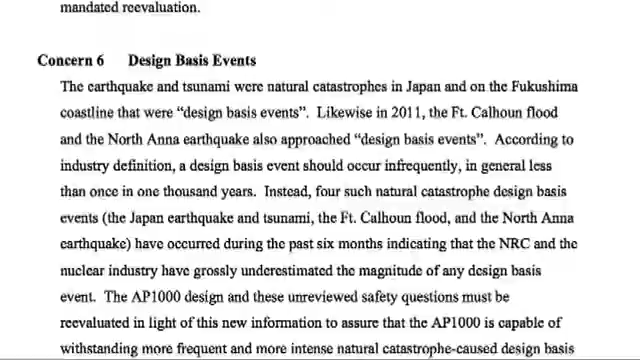 mandated reevaluation.
Concern 6 Design Basis Events
The earthquake and tsunami were natural catastrophes in Japan and on the Fukushima
coastline that were “design basis events”. Likewise in 2011, the Ft. Calhoun flood
and the North Anna earthquake also approached “design basis events”. According to
industry definition, a design basis event should occur infrequently, in general less
than once in one thousand years. Instead, four such natural catastrophe design basis
events (the Japan earthquake and tsunami, the Ft. Calhoun flood, and the North Anna
earthquake) have occurred during the past six months indicating that the NRC and the
nuclear industry have grossly underestimated the magnitude of any design basis
event. The AP1000 design and these unreviewed safety questions must be
reevaluated in light of this new information to assure that the AP1000 is capable of
withstanding more frequent and more intense natural catastrophe-caused design basis